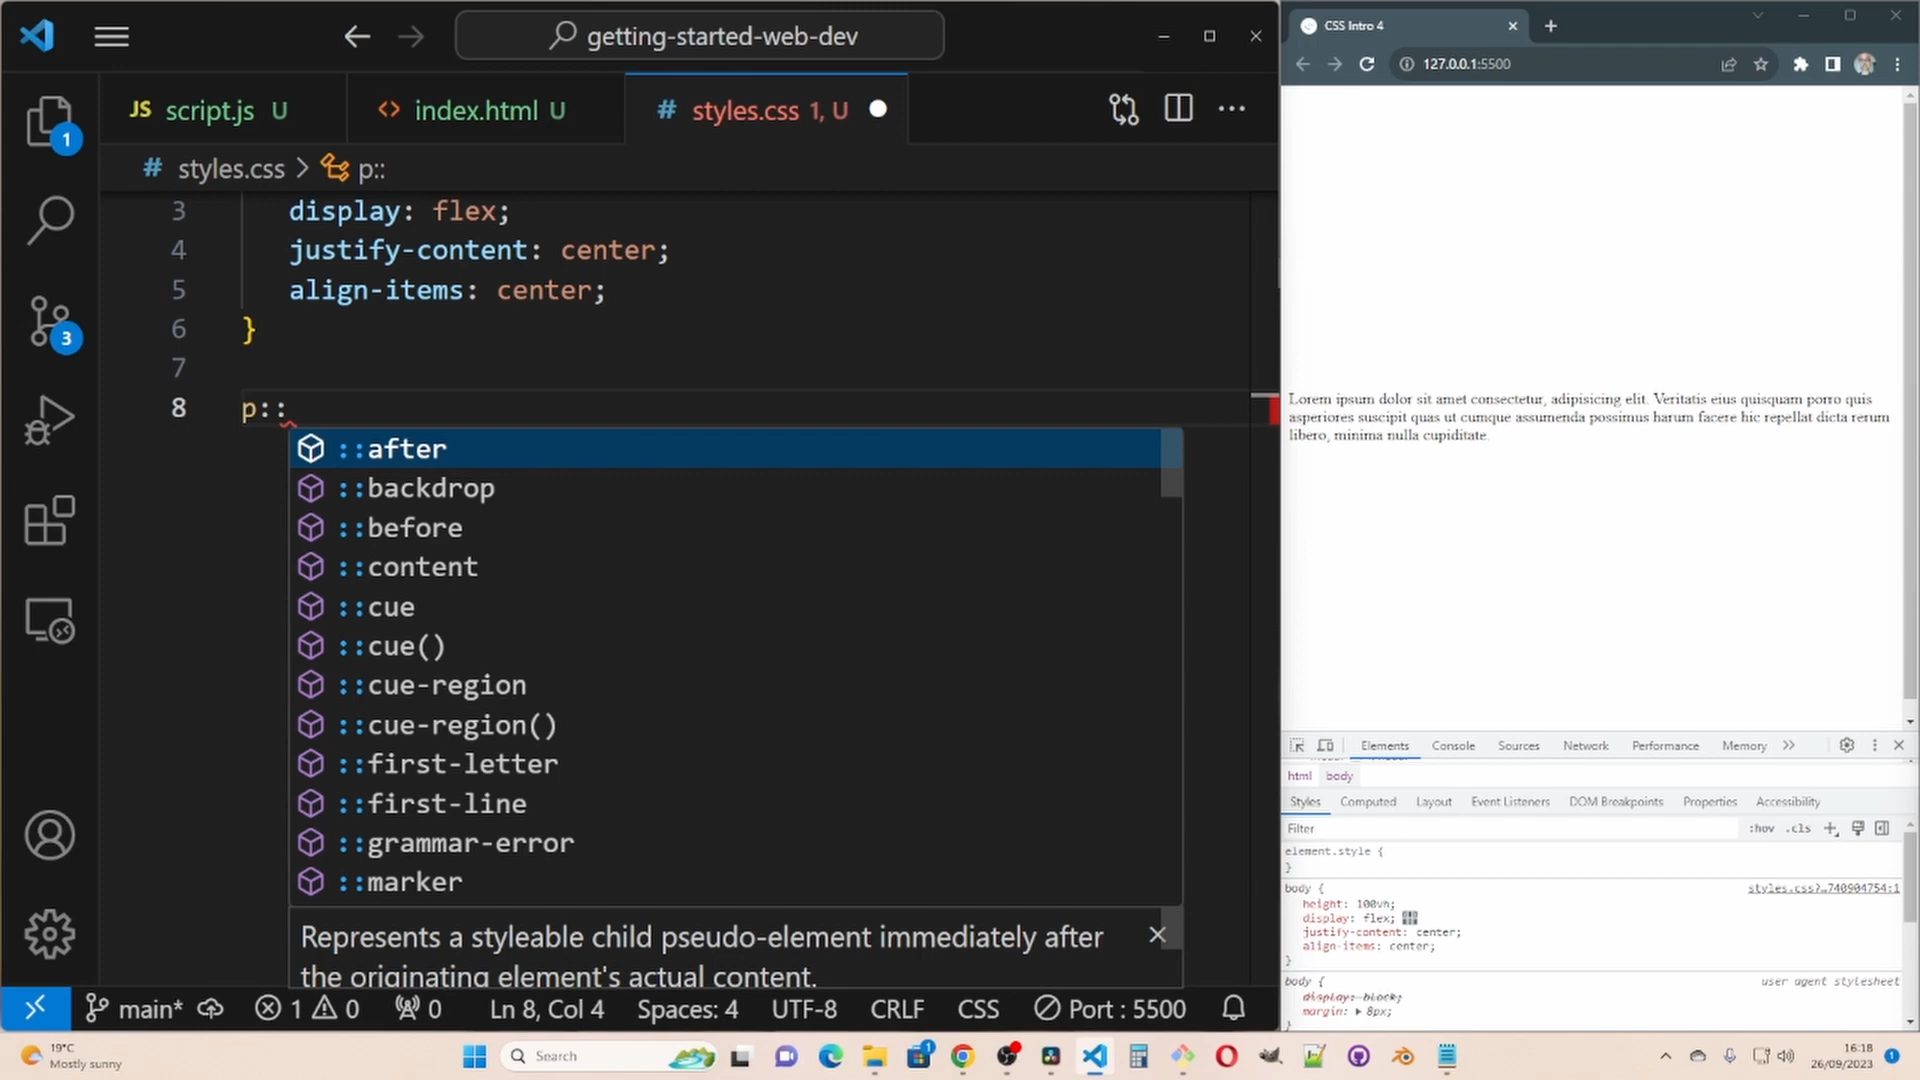 getting-started-web-dev
JS script.js U
<> index.html U
# styles.css 1, U
# styles.css > p::
3 display: flex;
4 justify-content: center;
5 align-items: center;
6 }
7
8 p::
::after
::backdrop
::before
::content
::cue
::cue()
::cue-region
::cue-region()
::first-letter
::first-line
::grammar-error
::marker
Represents a styleable child pseudo-element immediately after
the originating element's actual content.
1
3
main* 1 0 0 Ln 8, Col 4 Spaces: 4 UTF-8 CRLF CSS Port : 5500
CSS Intro 4
127.0.0.1:5500
Lorem ipsum dolor sit amet consectetur, adipisicing elit. Veritatis eius quisquam porro quis
asperiores suscipit quas ut cumque assumenda possimus harum facere hic repellat dicta rerum
libero, minima nulla cupiditate.
Elements Console Sources Network Performance Memory
html body
Styles Computed Layout Event Listeners DOM Breakpoints Properties Accessibility
Filter :hov .cls
element.style {
}
body { styles.css?…740904754:1
height: 100vh;
display: flex;
justify-content: center;
align-items: center;
}
body { user agent stylesheet
display: block;
margin: 8px;
}
19°C
Mostly sunny
Search
1
16:18
26/09/2023
1